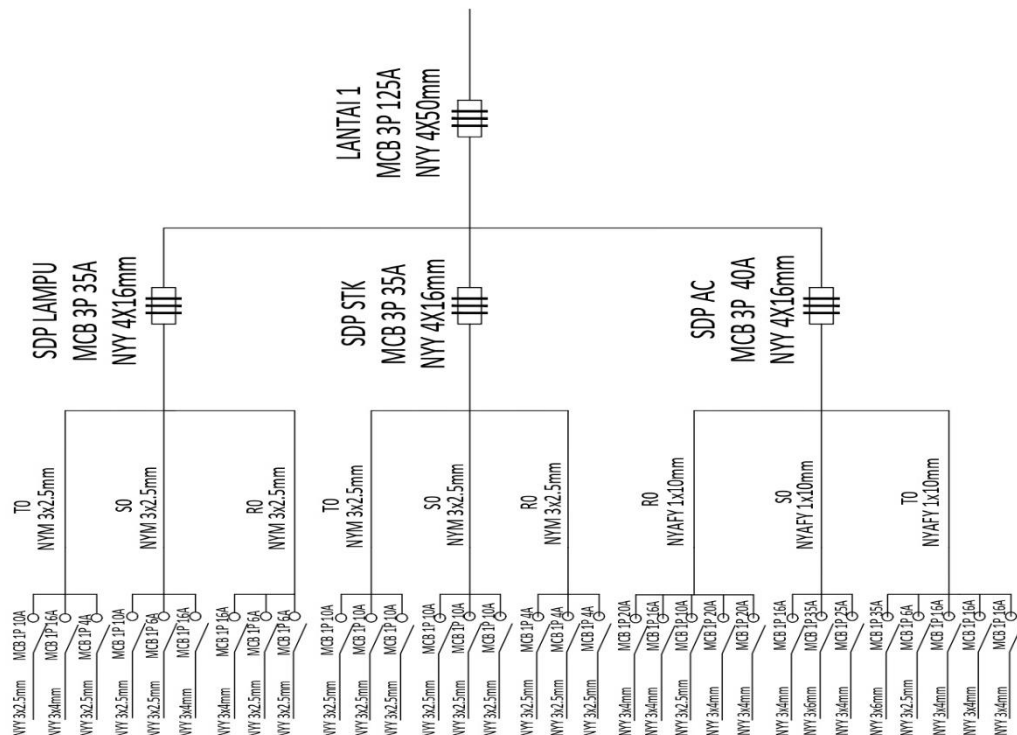 LANTAI 1
MCB 3P 125A
NYY 4X50mm
SDP LAMPU
MCB 3P 35A
NYY 4X16mm
SDP STK
MCB 3P 35A
NYY 4X16mm
SDP AC
MCB 3P 40A
NYY 4X16mm
T0
NYM 3x2.5mm
S0
NYM 3x2.5mm
R0
NYM 3x2.5mm
T0
NYM 3x2.5mm
S0
NYM 3x2.5mm
R0
NYM 3x2.5mm
R0
NYAFY 1x10mm
S0
NYAFY 1x10mm
T0
NYAFY 1x10mm
MCB 1P 10A
MCB 1P 16A
MCB 1P 4A
MCB 1P 10A
MCB 1P 6A
MCB 1P 16A
MCB 1P 16A
MCB 1P 6A
MCB 1P 6A
MCB 1P 10A
MCB 1P 10A
MCB 1P 10A
MCB 1P 10A
MCB 1P 10A
MCB 1P 10A
MCB 1P 4A
MCB 1P 4A
MCB 1P 4A
MCB 1P 20A
MCB 1P 16A
MCB 1P 10A
MCB 1P 20A
MCB 1P 20A
MCB 1P 16A
MCB 1P 35A
MCB 1P 25A
MCB 1P 35A
MCB 1P 6A
MCB 1P 16A
MCB 1P 16A
MCB 1P 16A
NYY 3x2.5mm
NYY 3x4mm
NYY 3x2.5mm
NYY 3x2.5mm
NYY 3x2.5mm
NYY 3x4mm
NYY 3x4mm
NYY 3x2.5mm
NYY 3x2.5mm
NYY 3x2.5mm
NYY 3x2.5mm
NYY 3x2.5mm
NYY 3x2.5mm
NYY 3x2.5mm
NYY 3x2.5mm
NYY 3x2.5mm
NYY 3x2.5mm
NYY 3x2.5mm
NYY 3x4mm
NYY 3x4mm
NYY 3x2.5mm
NYY 3x4mm
NYY 3x4mm
NYY 3x4mm
NYY 3x6mm
NYY 3x4mm
NYY 3x6mm
NYY 3x2.5mm
NYY 3x4mm
NYY 3x4mm
NYY 3x4mm